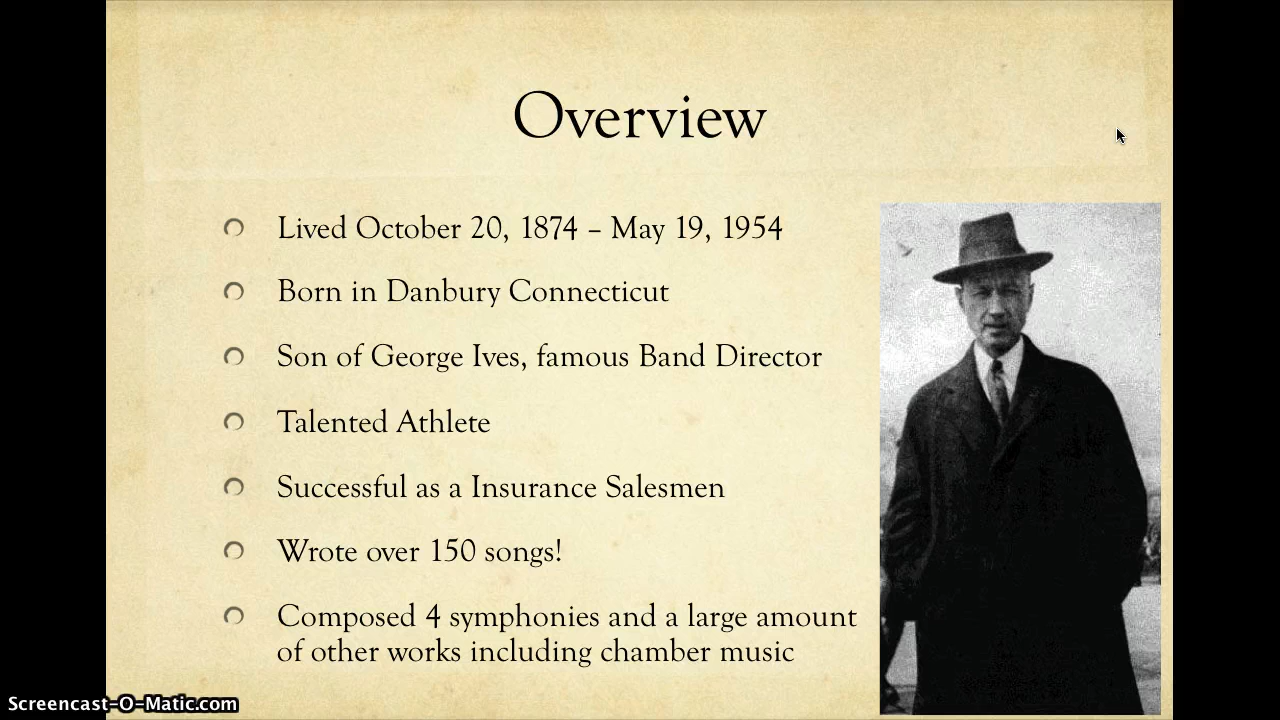 Overview
Lived October 20, 1874 – May 19, 1954
Born in Danbury Connecticut
Son of George Ives, famous Band Director
Talented Athlete
Successful as a Insurance Salesmen
Wrote over 150 songs!
Composed 4 symphonies and a large amount
of other works including chamber music
Screencast-O-Matic.com